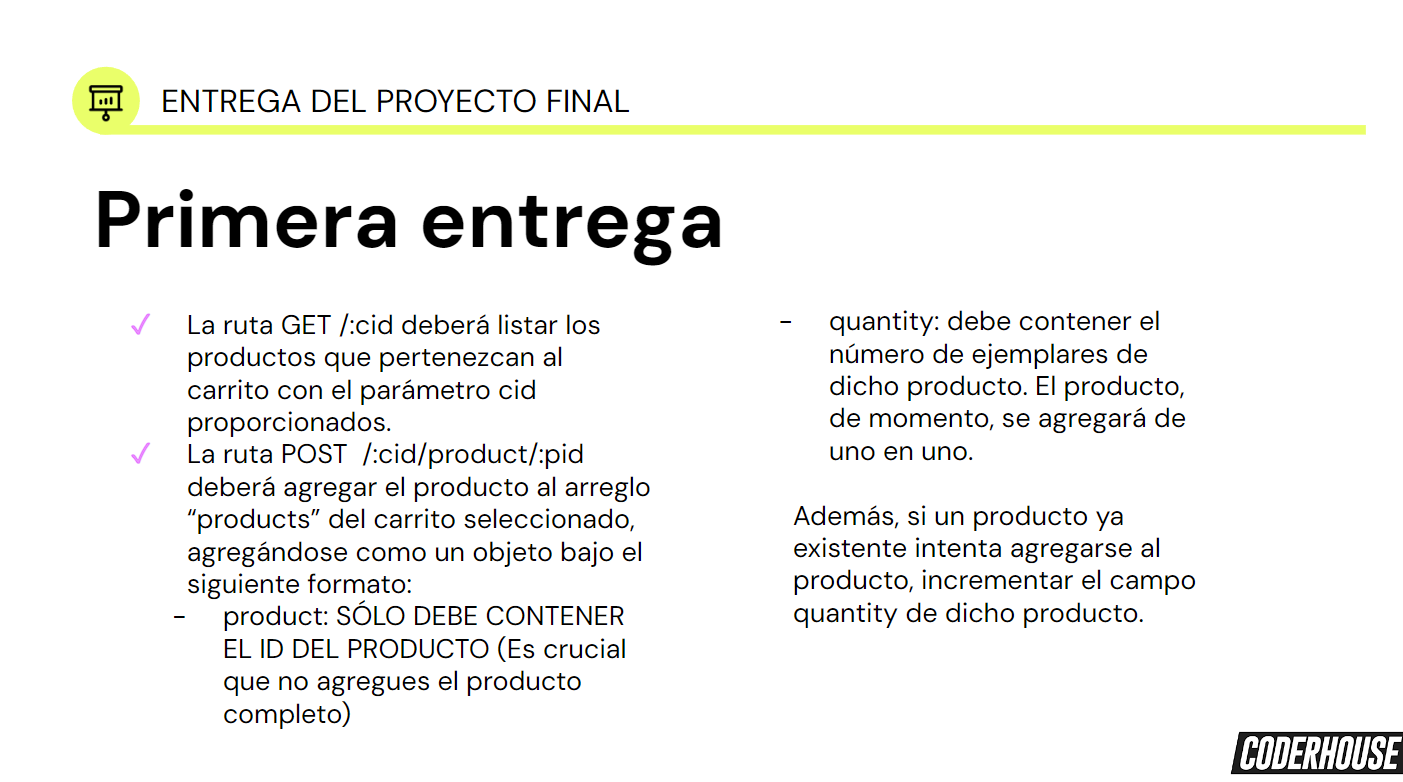 ENTREGA DEL PROYECTO FINAL
Primera entrega
✓ La ruta GET /:cid deberá listar los
productos que pertenezcan al
carrito con el parámetro cid
proporcionados.
✓ La ruta POST /:cid/product/:pid
deberá agregar el producto al arreglo
“products” del carrito seleccionado,
agregándose como un objeto bajo el
siguiente formato:
- product: SÓLO DEBE CONTENER
EL ID DEL PRODUCTO (Es crucial
que no agregues el producto
completo)
- quantity: debe contener el
número de ejemplares de
dicho producto. El producto,
de momento, se agregará de
uno en uno.
Además, si un producto ya
existente intenta agregarse al
producto, incrementar el campo
quantity de dicho producto.
CODERHOUSE